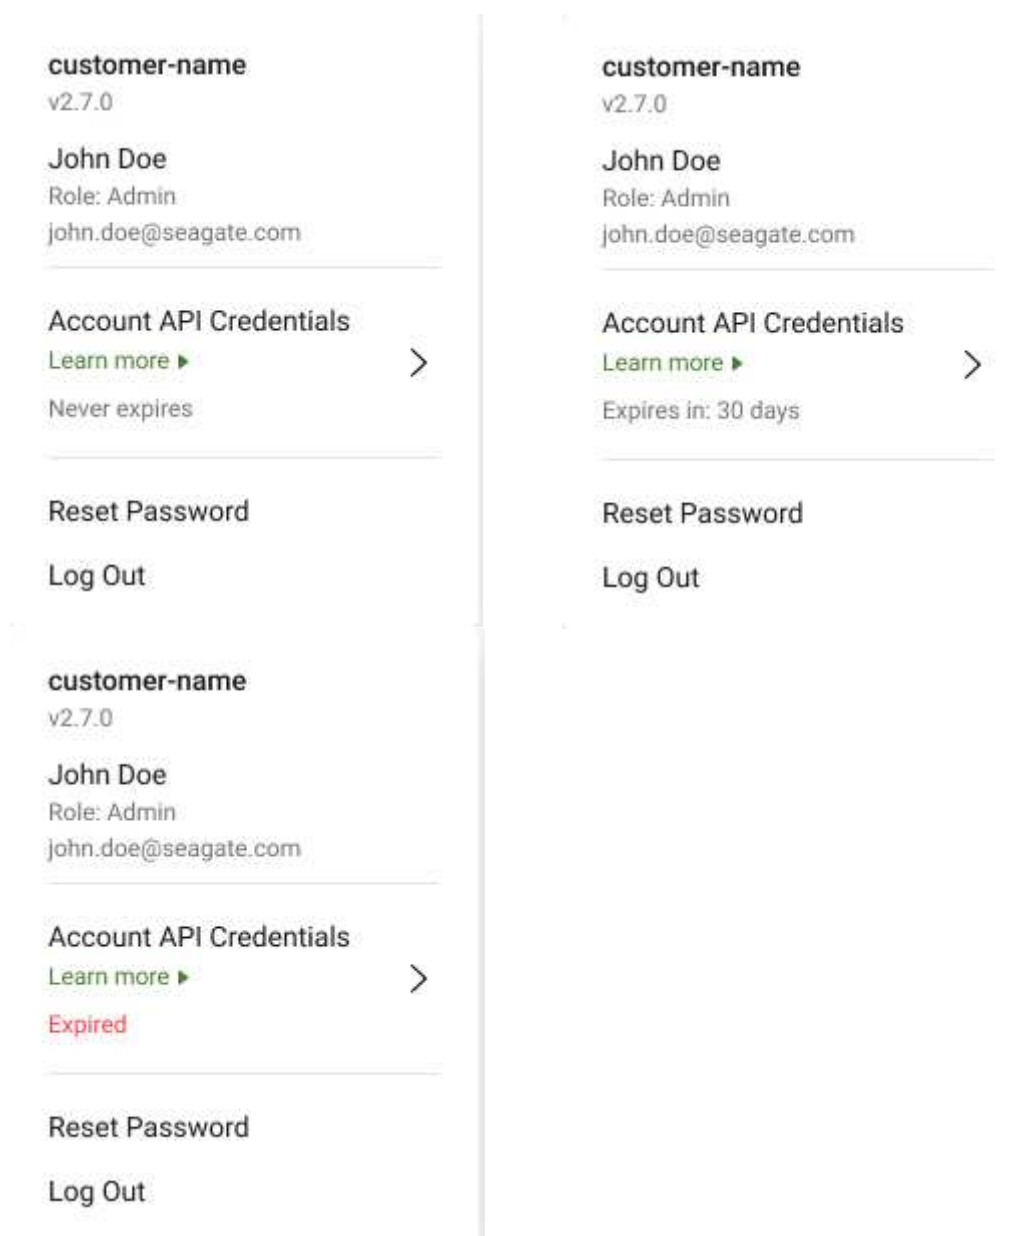 customer-name
v2.7.0
John Doe
Role: Admin
john.doe@seagate.com
Account API Credentials
Learn more
Never expires
Reset Password
Log Out
customer-name
v2.7.0
John Doe
Role: Admin
john.doe@seagate.com
Account API Credentials
Learn more
Expires in: 30 days
Reset Password
Log Out
customer-name
v2.7.0
John Doe
Role: Admin
john.doe@seagate.com
Account API Credentials
Learn more
Expired
Reset Password
Log Out